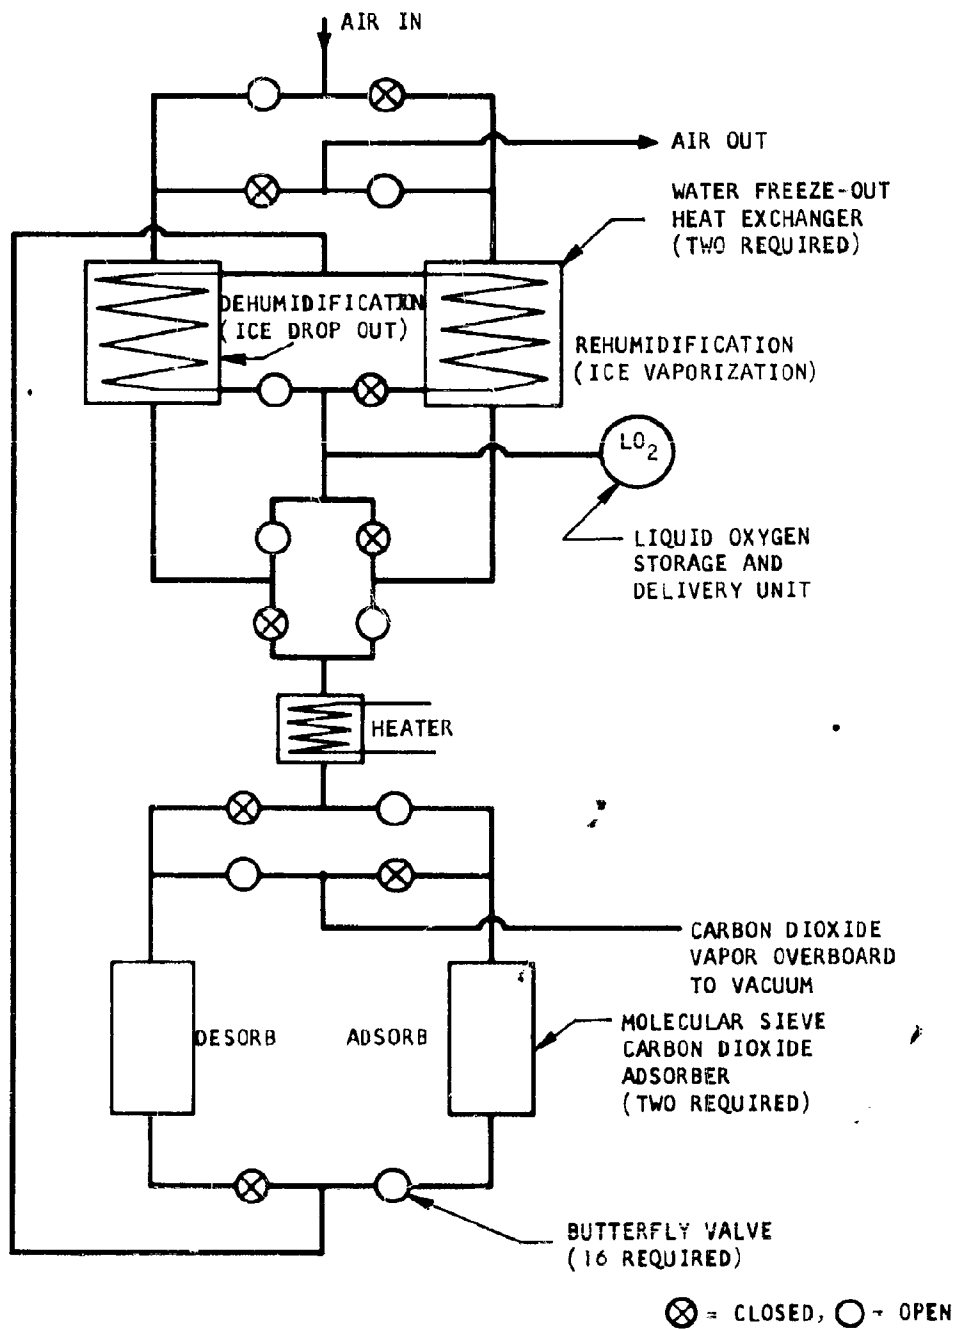 AIR IN
AIR OUT
WATER FREEZE-OUT
HEAT EXCHANGER
(TWO REQUIRED)
DEHUMIDIFICATION
(ICE DROP OUT)
REHUMIDIFICATION
(ICE VAPORIZATION)
LO2
LIQUID OXYGEN
STORAGE AND
DELIVERY UNIT
HEATER
CARBON DIOXIDE
VAPOR OVERBOARD
TO VACUUM
DESORB
ADSORB
MOLECULAR SIEVE
CARBON DIOXIDE
ADSORBER
(TWO REQUIRED)
BUTTERFLY VALVE
(16 REQUIRED)
= CLOSED, - OPEN